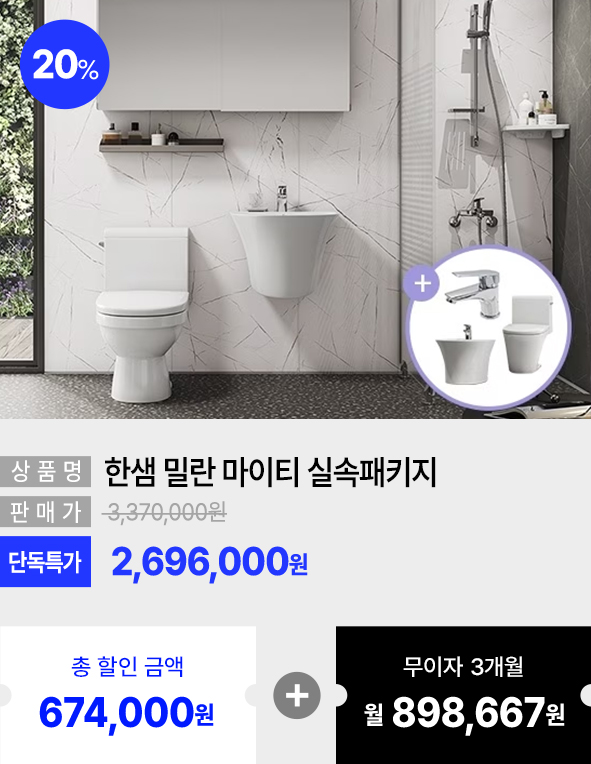 20%
+
상품명 한샘 밀란 마이티 실속패키지
판매가 3,370,000원
단독특가 2,696,000원
총 할인 금액
674,000원
+
무이자 3개월
월 898,667원